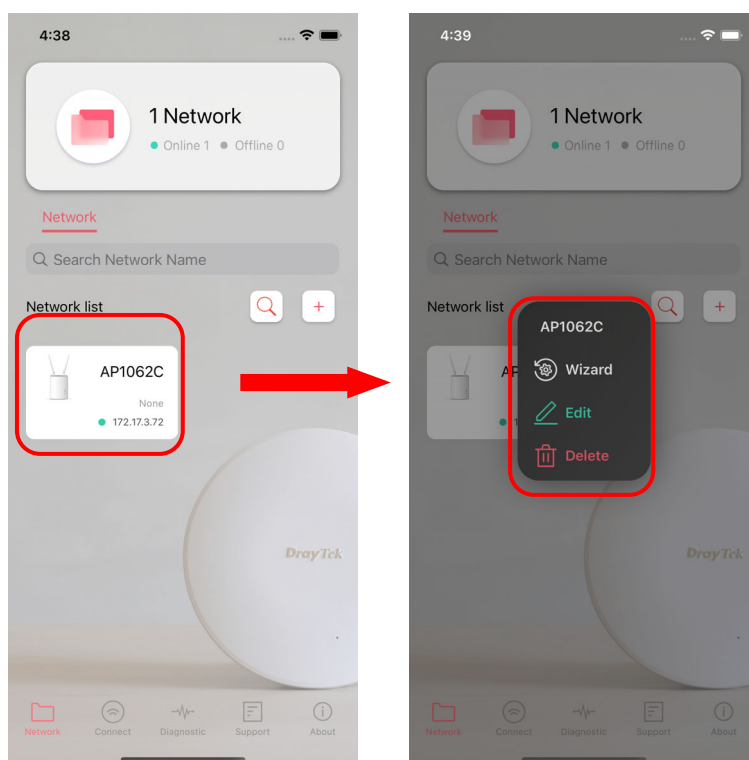 4:38
1 Network
Online 1 Offline 0
Network
Search Network Name
Network list
+
AP1062C
None
172.17.3.72
DrayTek
Network Connect Diagnostic Support About
4:39
1 Network
Online 1 Offline 0
Network
Search Network Name
Network list
+
AP1062C
AP
Wizard
Edit
1
Delete
DrayTek
Network Connect Diagnostic Support About